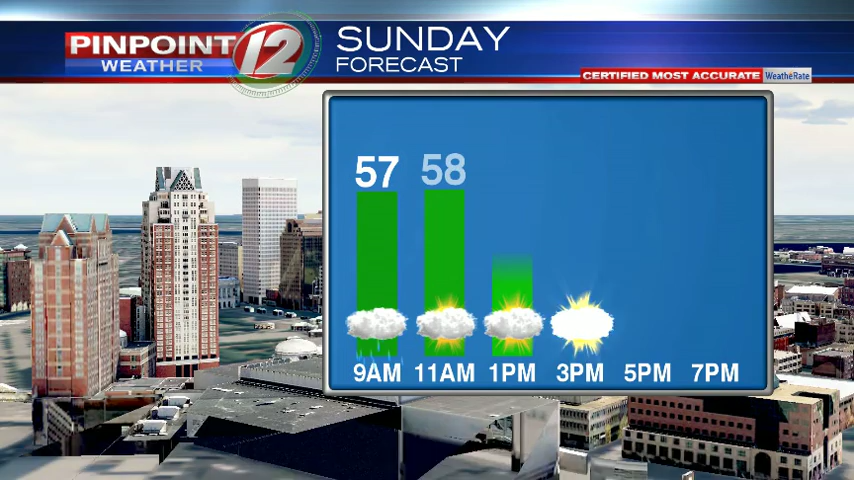 PINPOINT 12
WEATHER
SUNDAY
FORECAST
CERTIFIED MOST ACCURATE WeatheRate
57 58
9AM 11AM 1PM 3PM 5PM 7PM